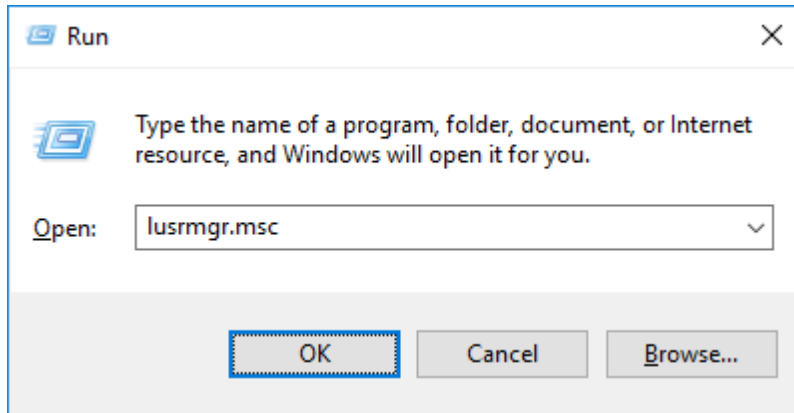 Run
Type the name of a program, folder, document, or Internet
resource, and Windows will open it for you.
Open: lusrmgr.msc
OK Cancel Browse...